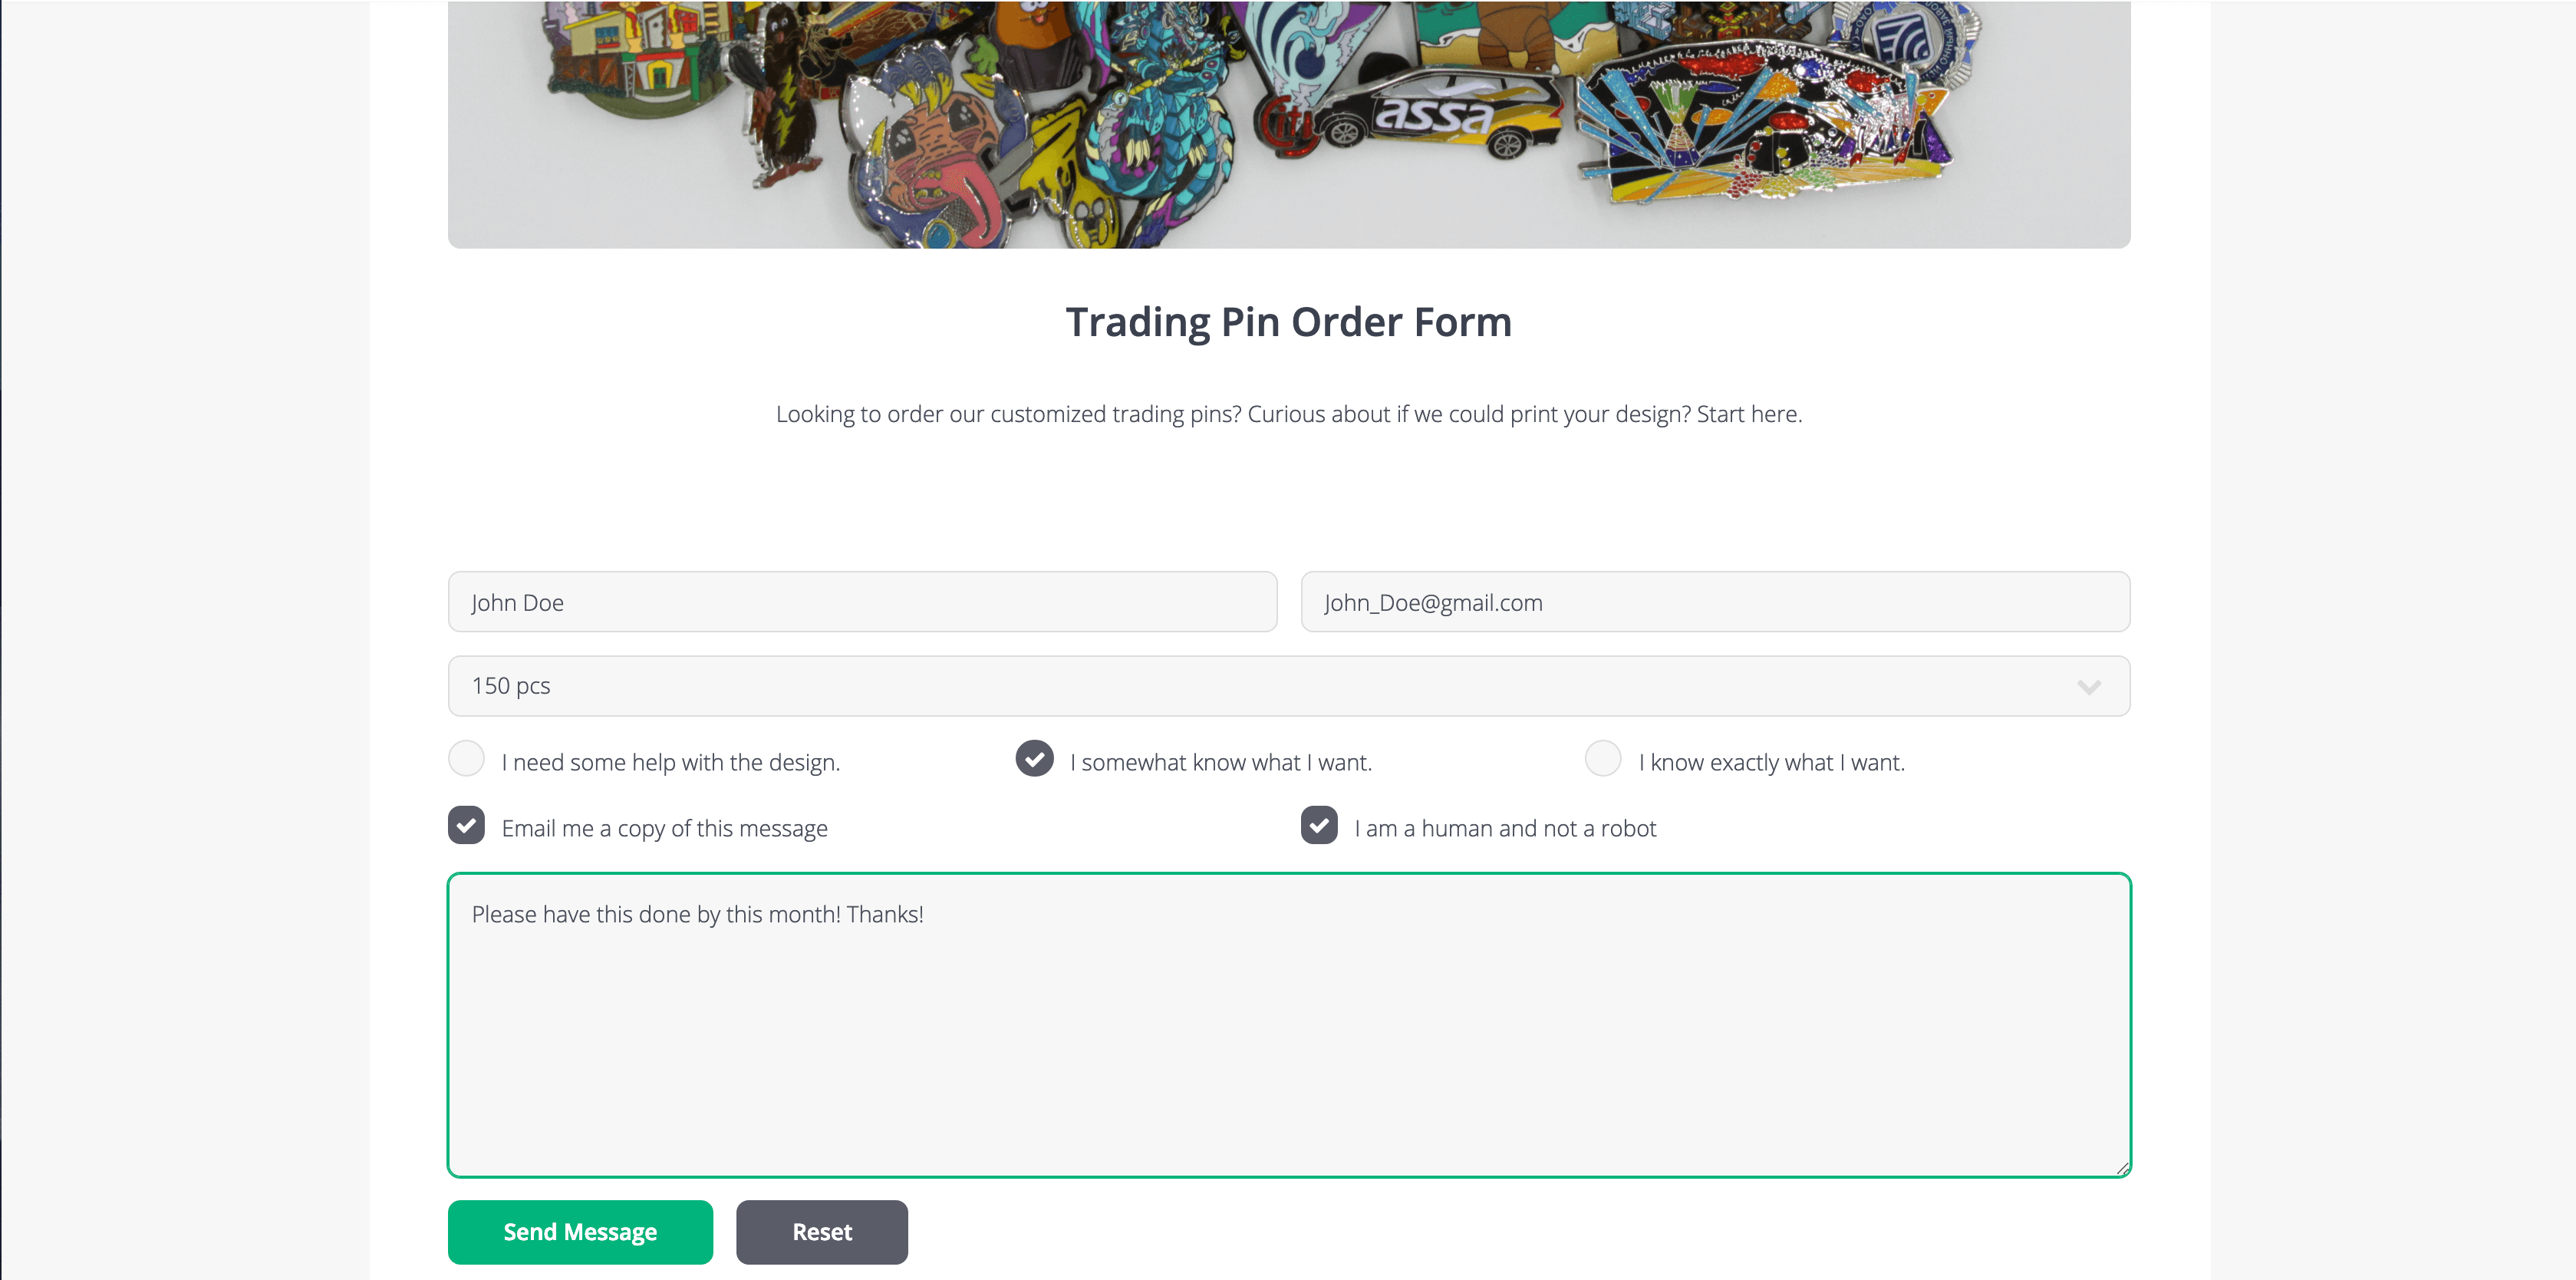 assa
Trading Pin Order Form
Looking to order our customized trading pins? Curious about if we could print your design? Start here.
John Doe
John_Doe@gmail.com
150 pcs
I need some help with the design.
I somewhat know what I want.
I know exactly what I want.
Email me a copy of this message
I am a human and not a robot
Please have this done by this month! Thanks!
Send Message
Reset